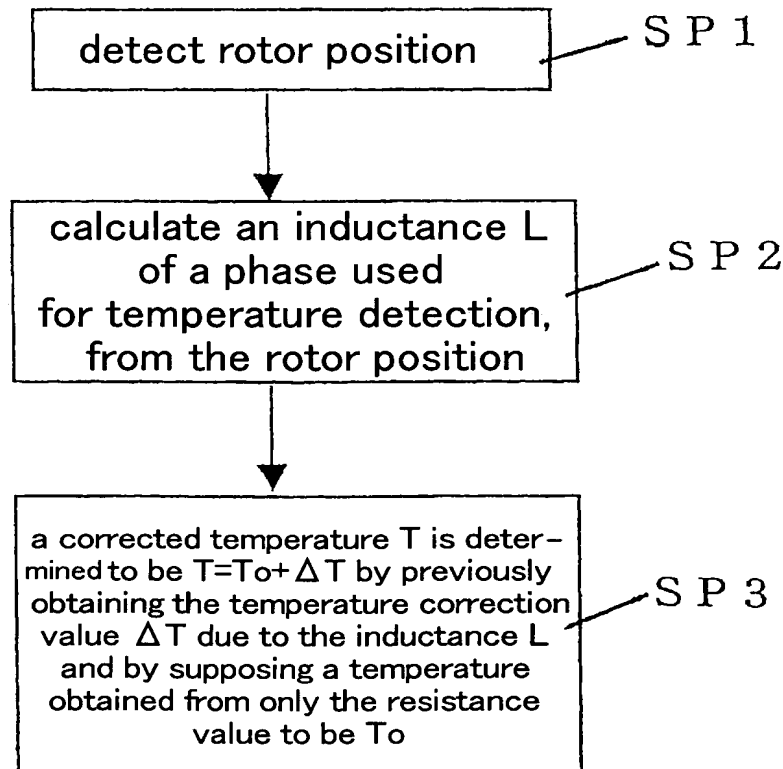 detect rotor position
SP1
calculate an inductance L
of a phase used
for temperature detection,
from the rotor position
SP2
a corrected temperature T is deter-
mined to be T=To+ΔT by previously
obtaining the temperature correction
value ΔT due to the inductance L
and by supposing a temperature
obtained from only the resistance
value to be To
SP3